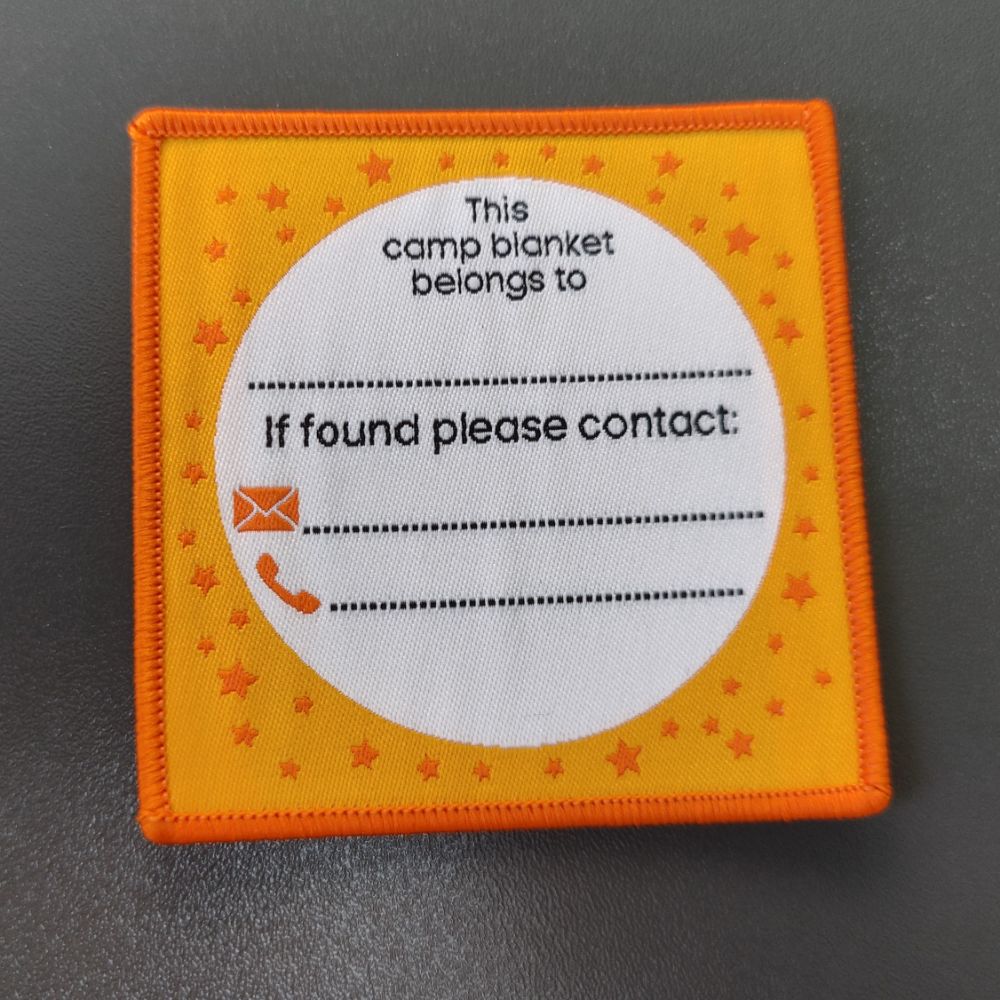 This
camp blanket
belongs to
If found please contact: